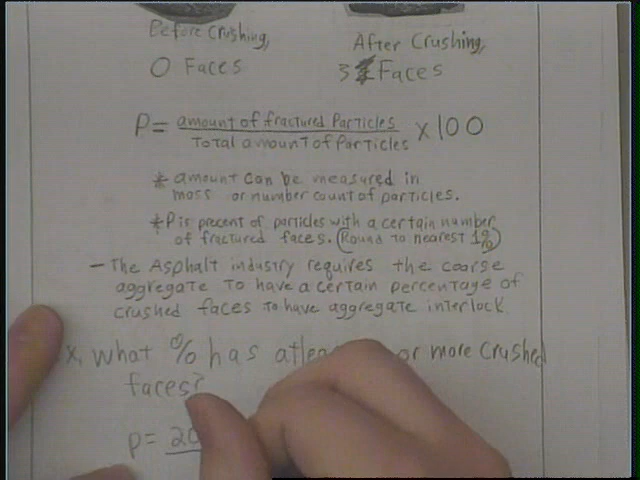 Before Crushing,
After Crushing,
0 Faces
3 Faces
P = amount of fractured Particles / Total amount of Particles x 100
* amount can be measured in
mass or number count of particles.
* P is precent of particles with a certain number
of fractured faces. (Round to nearest 1%)
- The Asphalt industry requires the coarse
aggregate to have a certain percentage of
crushed faces to have aggregate interlock.
x. What % has or more crushed
faces?
P = 20